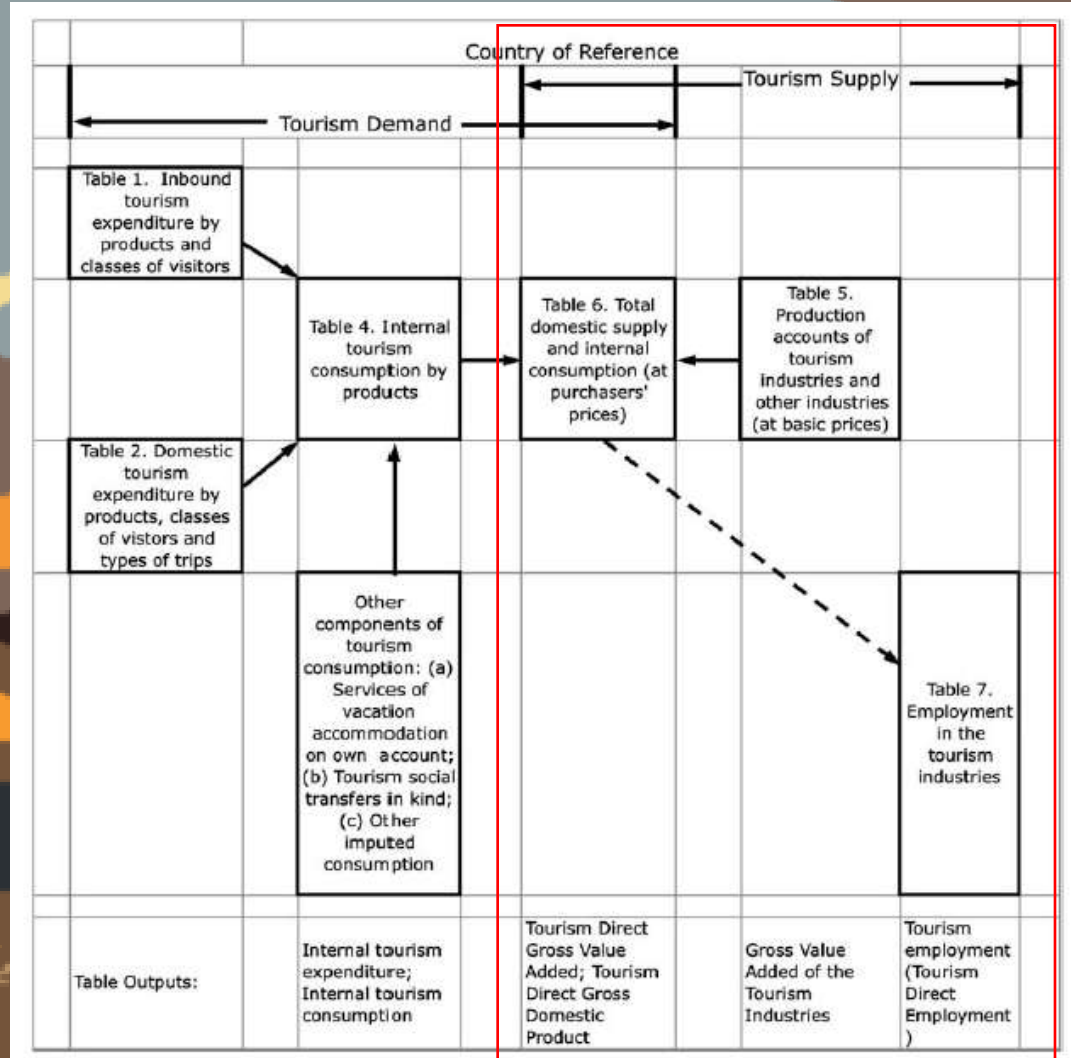 Country of Reference
Tourism Supply
Tourism Demand
Table 1. Inbound
tourism
expenditure by
products and
classes of visitors
Table 4. Internal
tourism
consumption by
products
Table 6. Total
domestic supply
and internal
consumption (at
purchasers'
prices)
Table 5.
Production
accounts of
tourism
industries and
other industries
(at basic prices)
Table 2. Domestic
tourism
expenditure by
products, classes
of vistors and
types of trips
Other
components of
tourism
consumption: (a)
Services of
vacation
accommodation
on own account;
(b) Tourism social
transfers in kind;
(c) Other
imputed
consumption
Table 7.
Employment
in the
tourism
industries
Table Outputs:
Internal tourism
expenditure;
Internal tourism
consumption
Tourism Direct
Gross Value
Added; Tourism
Direct Gross
Domestic
Product
Gross Value
Added of the
Tourism
Industries
Tourism
employment
(Tourism
Direct
Employment
)